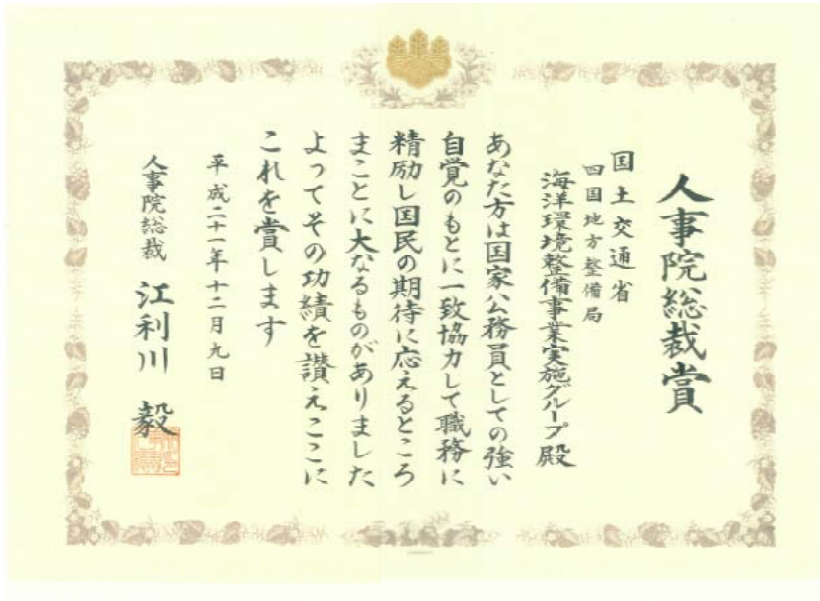 人事院総裁賞
国土交通省
四国地方整備局
海洋環境整備事業実施グループ殿
あなた方は国家公務員としての強い
自覚のもとに一致協力して職務に
精励し国民の期待に応えるところ
まことに大なるものがありました
よってその功績を讃えここに
これを賞します
平成二十一年十二月九日
人事院総裁 江利川毅